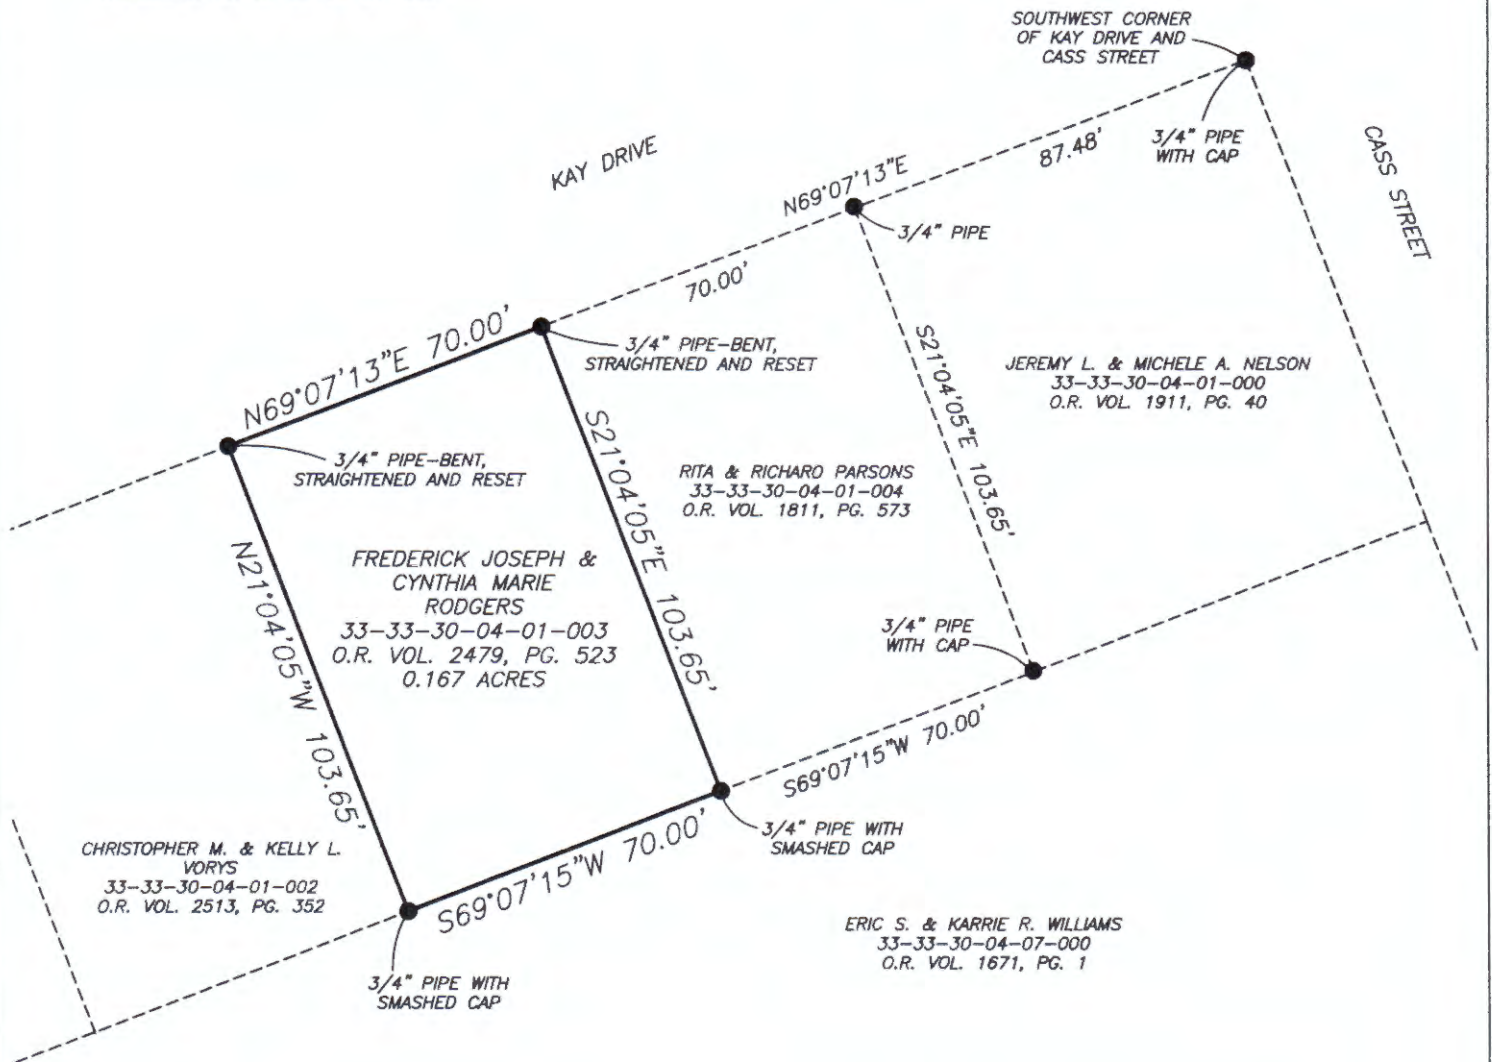 SOUTHWEST CORNER
OF KAY DRIVE AND
CASS STREET
3/4" PIPE
WITH CAP
CASS STREET
KAY DRIVE
N69°07'13"E
87.48'
3/4" PIPE
70.00'
N69°07'13"E 70.00'
3/4" PIPE-BENT,
STRAIGHTENED AND RESET
S21°04'05"E 103.65'
JEREMY L. & MICHELE A. NELSON
33-33-30-04-01-000
O.R. VOL. 1911, PG. 40
3/4" PIPE-BENT,
STRAIGHTENED AND RESET
S21°04'05"E 103.65'
RITA & RICHARO PARSONS
33-33-30-04-01-004
O.R. VOL. 1811, PG. 573
N21°04'05"W 103.65'
FREDERICK JOSEPH &
CYNTHIA MARIE
RODGERS
33-33-30-04-01-003
O.R. VOL. 2479, PG. 523
0.167 ACRES
3/4" PIPE
WITH CAP
S69°07'15"W 70.00'
3/4" PIPE WITH
SMASHED CAP
S69°07'15"W 70.00'
CHRISTOPHER M. & KELLY L.
VORYS
33-33-30-04-01-002
O.R. VOL. 2513, PG. 352
3/4" PIPE WITH
SMASHED CAP
ERIC S. & KARRIE R. WILLIAMS
33-33-30-04-07-000
O.R. VOL. 1671, PG. 1